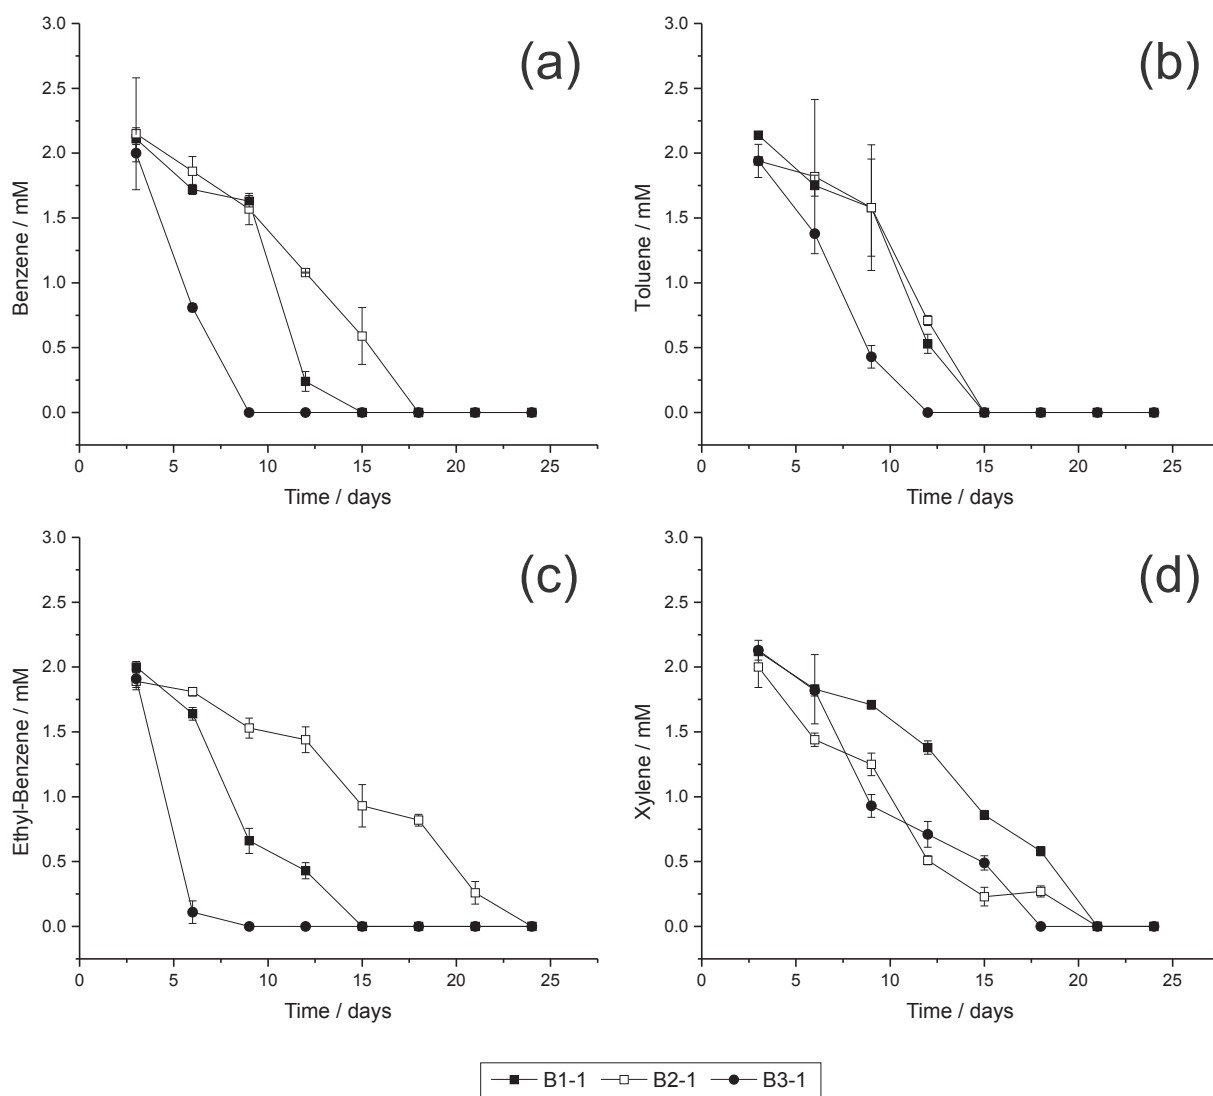 (a)
3.0
2.5
2.0
1.5
1.0
0.5
0.0
Benzene / mM
0 5 10 15 20 25
Time / days
(b)
3.0
2.5
2.0
1.5
1.0
0.5
0.0
Toluene / mM
0 5 10 15 20 25
Time / days
(c)
3.0
2.5
2.0
1.5
1.0
0.5
0.0
Ethyl-Benzene / mM
0 5 10 15 20 25
Time / days
(d)
3.0
2.5
2.0
1.5
1.0
0.5
0.0
Xylene / mM
0 5 10 15 20 25
Time / days
B1-1 B2-1 B3-1